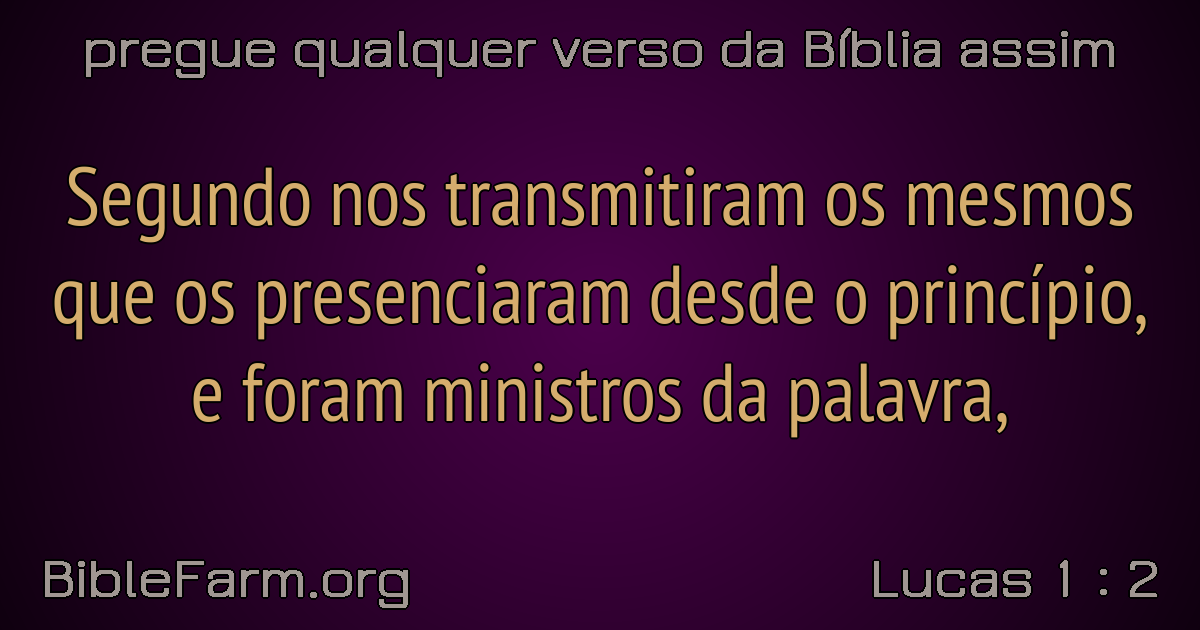 pregue qualquer verso da Bíblia assim
Segundo nos transmitiram os mesmos
que os presenciaram desde o princípio,
e foram ministros da palavra,
BibleFarm.org
Lucas 1 : 2